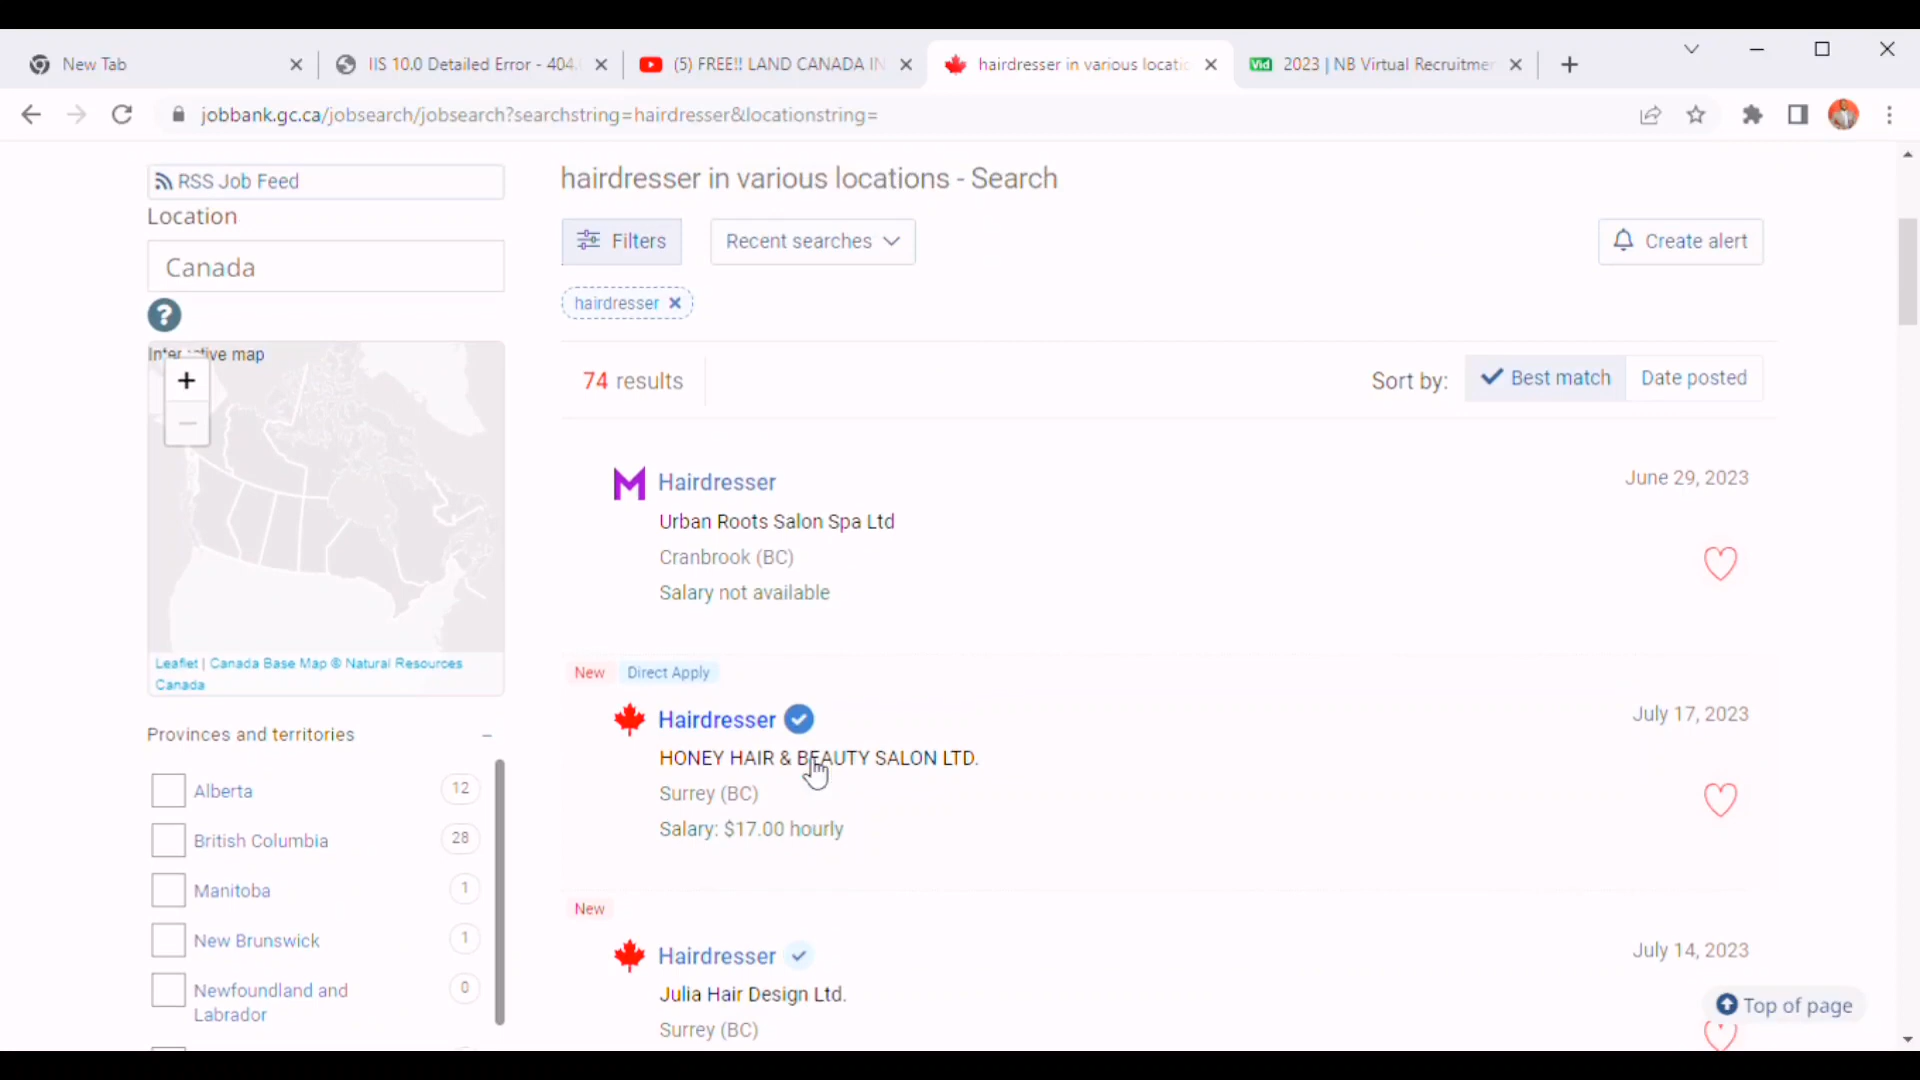 New Tab
IIS 10.0 Detailed Error - 404.
(5) FREE!! LAND CANADA IN
hairdresser in various locatio
Vid 2023 | NB Virtual Recruitmen
jobbank.gc.ca/jobsearch/jobsearch?searchstring=hairdresser&locationstring=
RSS Job Feed
Location
Canada
?
Interactive map
+
−
Leaflet | Canada Base Map © Natural Resources
Canada
Provinces and territories −
Alberta 12
British Columbia 28
Manitoba 1
New Brunswick 1
Newfoundland and 0
Labrador
hairdresser in various locations - Search
Filters
Recent searches
Create alert
hairdresser ×
74 results
Sort by: Best match Date posted
M Hairdresser
June 29, 2023
Urban Roots Salon Spa Ltd
Cranbrook (BC)
Salary not available
New Direct Apply
Hairdresser
July 17, 2023
HONEY HAIR & BEAUTY SALON LTD.
Surrey (BC)
Salary: $17.00 hourly
New
Hairdresser
July 14, 2023
Julia Hair Design Ltd.
Surrey (BC)
Top of page